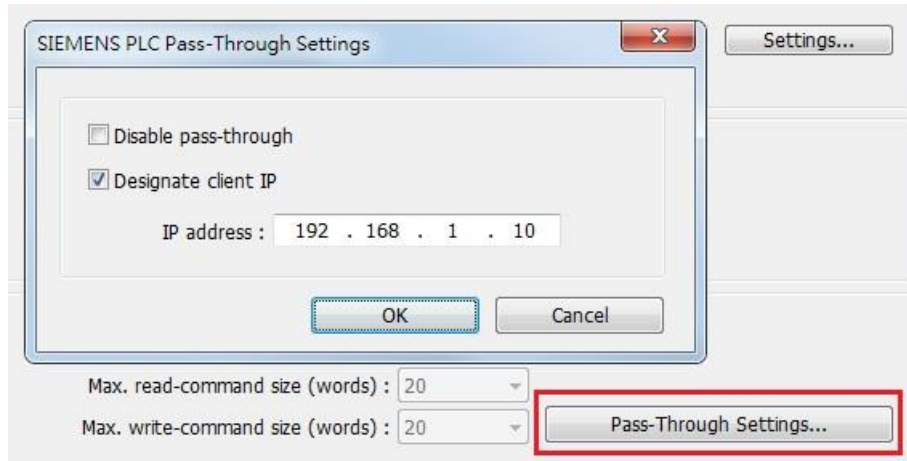 SIEMENS PLC Pass-Through Settings
Settings...
Disable pass-through
Designate client IP
IP address : 192 . 168 . 1 . 10
OK Cancel
Max. read-command size (words) : 20
Max. write-command size (words) : 20
Pass-Through Settings...